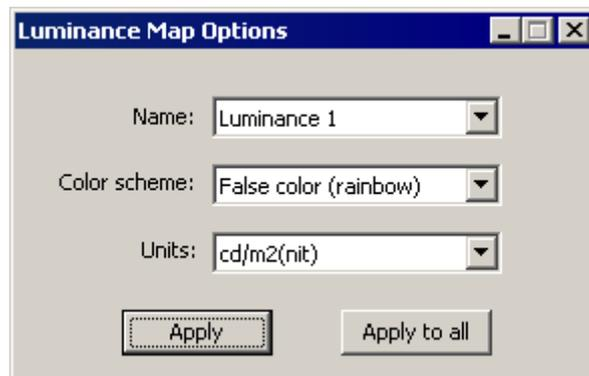 Luminance Map Options
Name: Luminance 1
Color scheme: False color (rainbow)
Units: cd/m2(nit)
Apply Apply to all